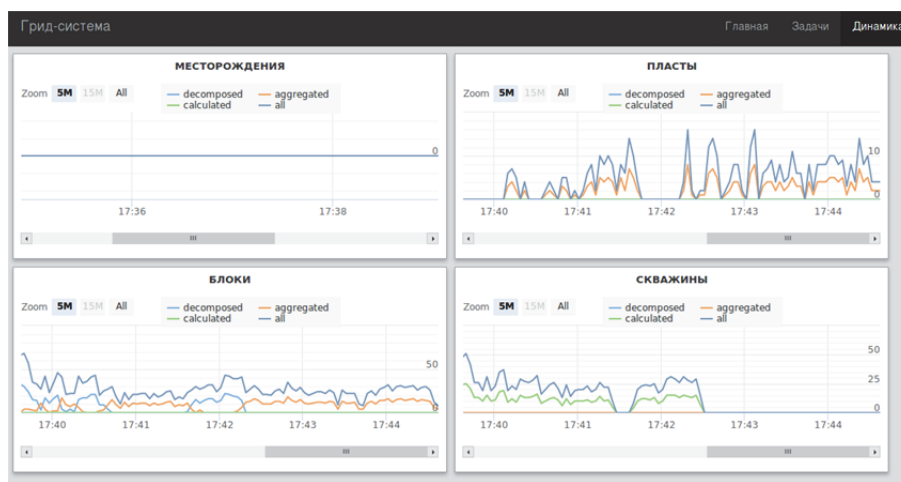 Грид-система Главная Задачи Динамика
МЕСТОРОЖДЕНИЯ
Zoom 5M 15M All
decomposed aggregated
calculated all
0
17:36 17:38
ПЛАСТЫ
Zoom 5M 15M All
decomposed aggregated
calculated all
10
0
17:40 17:41 17:42 17:43 17:44
БЛОКИ
Zoom 5M 15M All
decomposed aggregated
calculated all
50
0
17:40 17:41 17:42 17:43 17:44
СКВАЖИНЫ
Zoom 5M 15M All
decomposed aggregated
calculated all
50
25
0
17:40 17:41 17:42 17:43 17:44